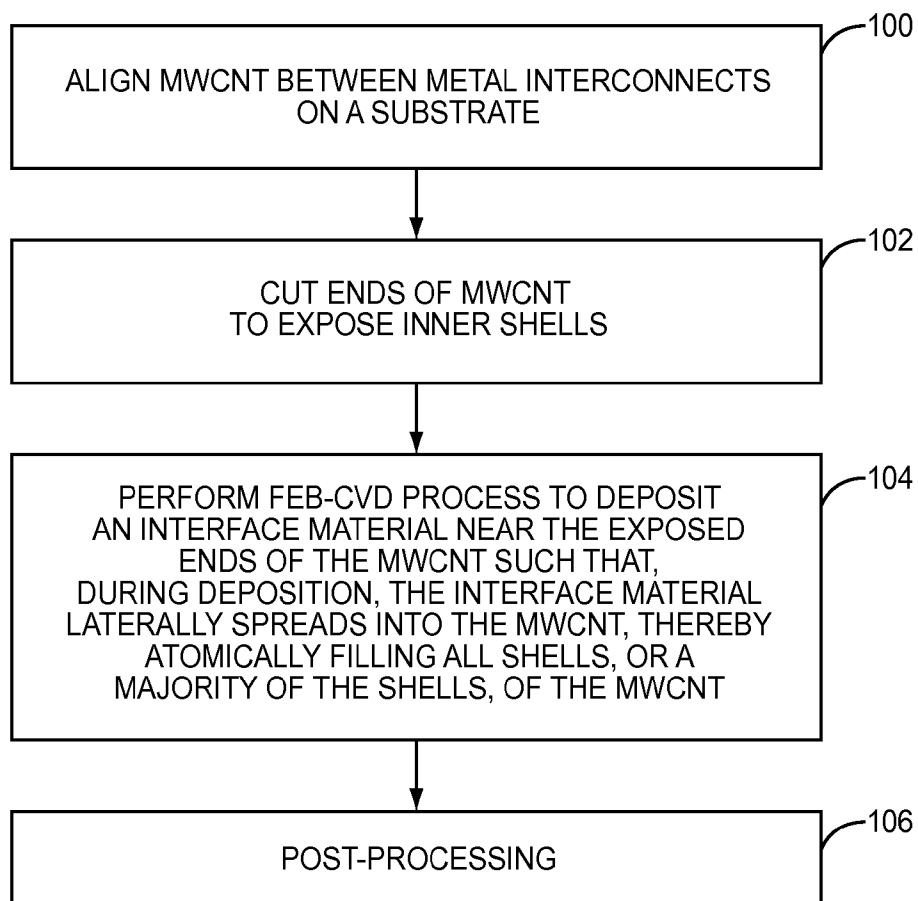 100
ALIGN MWCNT BETWEEN METAL INTERCONNECTS
ON A SUBSTRATE
102
CUT ENDS OF MWCNT
TO EXPOSE INNER SHELLS
104
PERFORM FEB-CVD PROCESS TO DEPOSIT
AN INTERFACE MATERIAL NEAR THE EXPOSED
ENDS OF THE MWCNT SUCH THAT,
DURING DEPOSITION, THE INTERFACE MATERIAL
LATERALLY SPREADS INTO THE MWCNT, THEREBY
ATOMICALLY FILLING ALL SHELLS, OR A
MAJORITY OF THE SHELLS, OF THE MWCNT
106
POST-PROCESSING